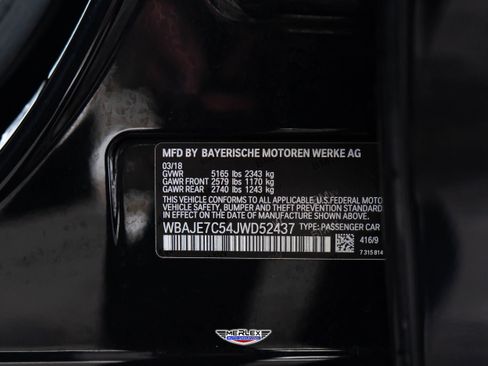 MFD BY BAYERISCHE MOTOREN WERKE AG
03/18
GVWR 5165 lbs 2343 kg
GAWR FRONT 2579 lbs 1170 kg
GAWR REAR 2740 lbs 1243 kg
THIS VEHICLE CONFORMS TO ALL APPLICABLE U.S. FEDERAL MOTO
VEHICLE SAFETY, BUMPER, AND THEFT PREVENTION STANDARDS
IN EFFECT ON THE DATE OF MANUFACTURE SHOWN ABOVE.
WBAJE7C54JWD52437 TYPE: PASSENGER CAR
416/9
7 315 814
MERLEX